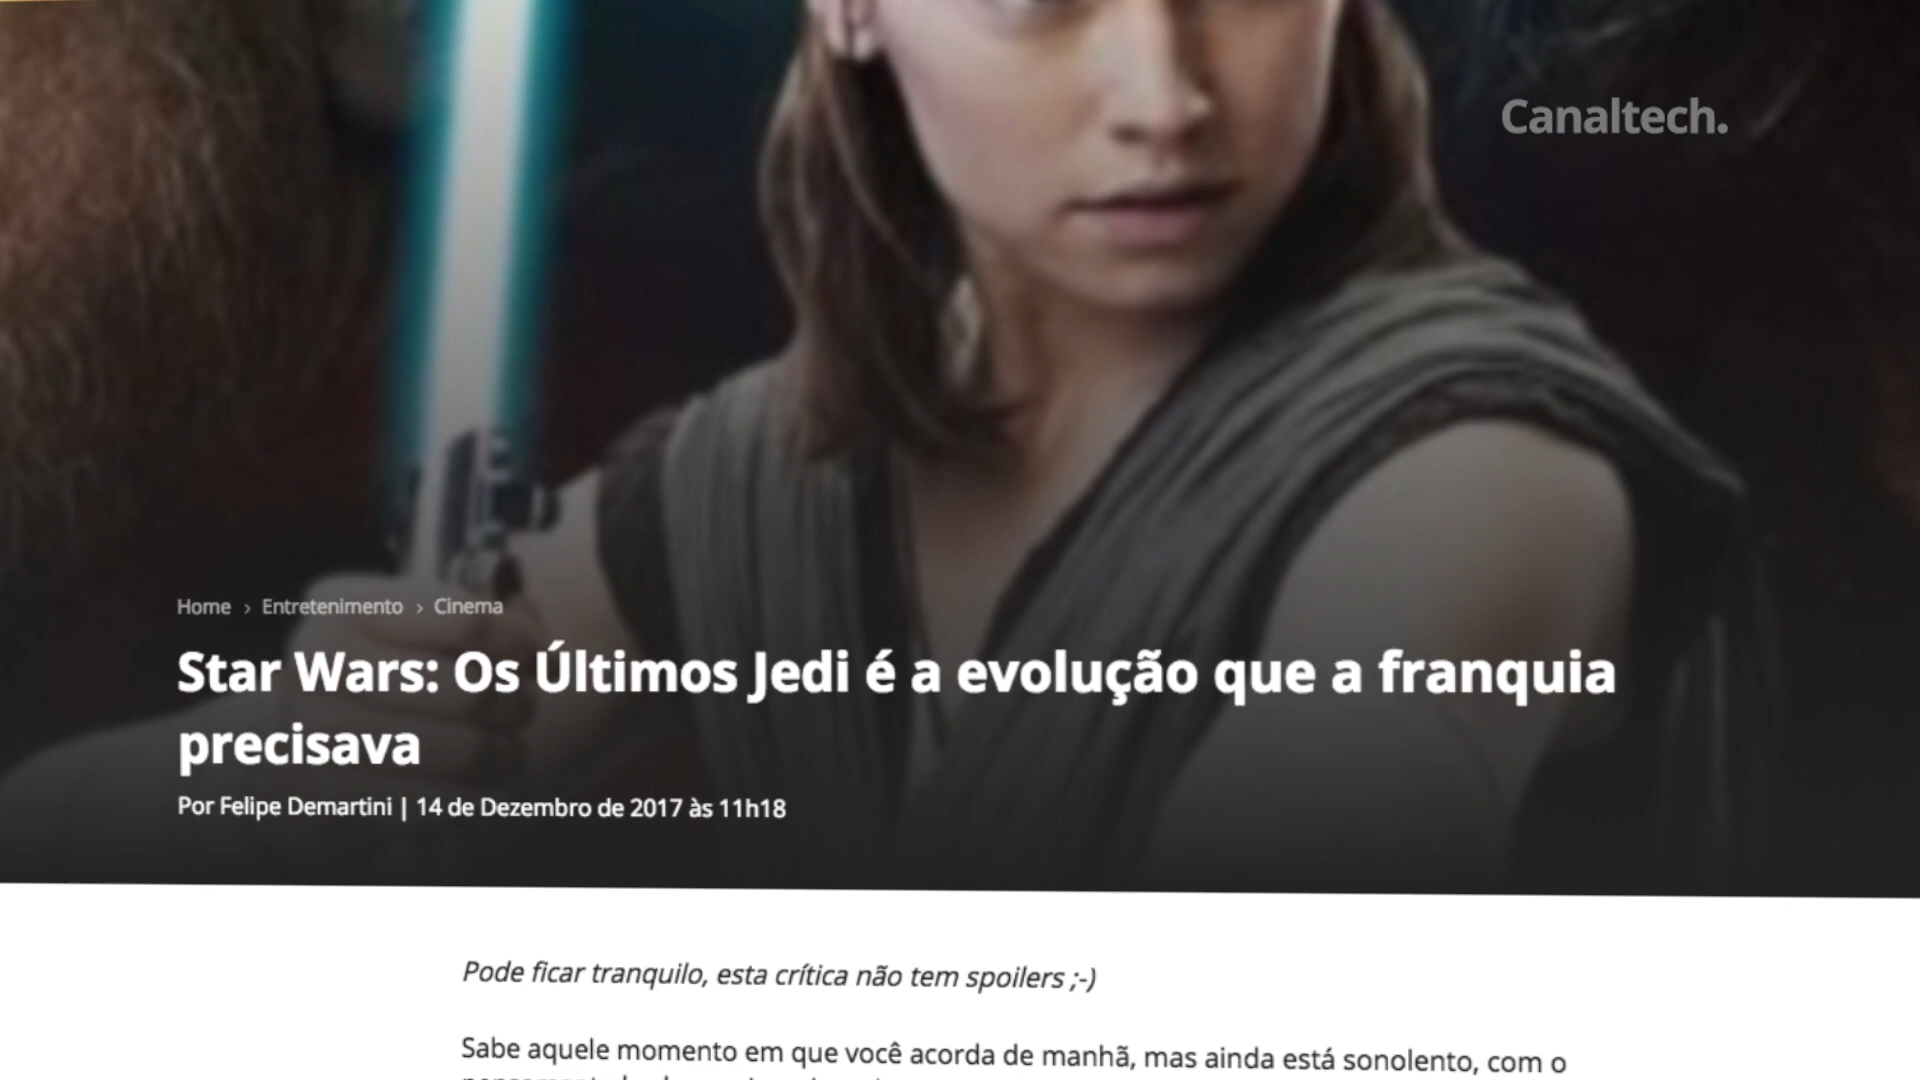 Canaltech.
Home › Entretenimento › Cinema
Star Wars: Os Últimos Jedi é a evolução que a franquia
precisava
Por Felipe Demartini | 14 de Dezembro de 2017 às 11h18
Pode ficar tranquilo, esta crítica não tem spoilers ;-)
Sabe aquele momento em que você acorda de manhã, mas ainda está sonolento, com o